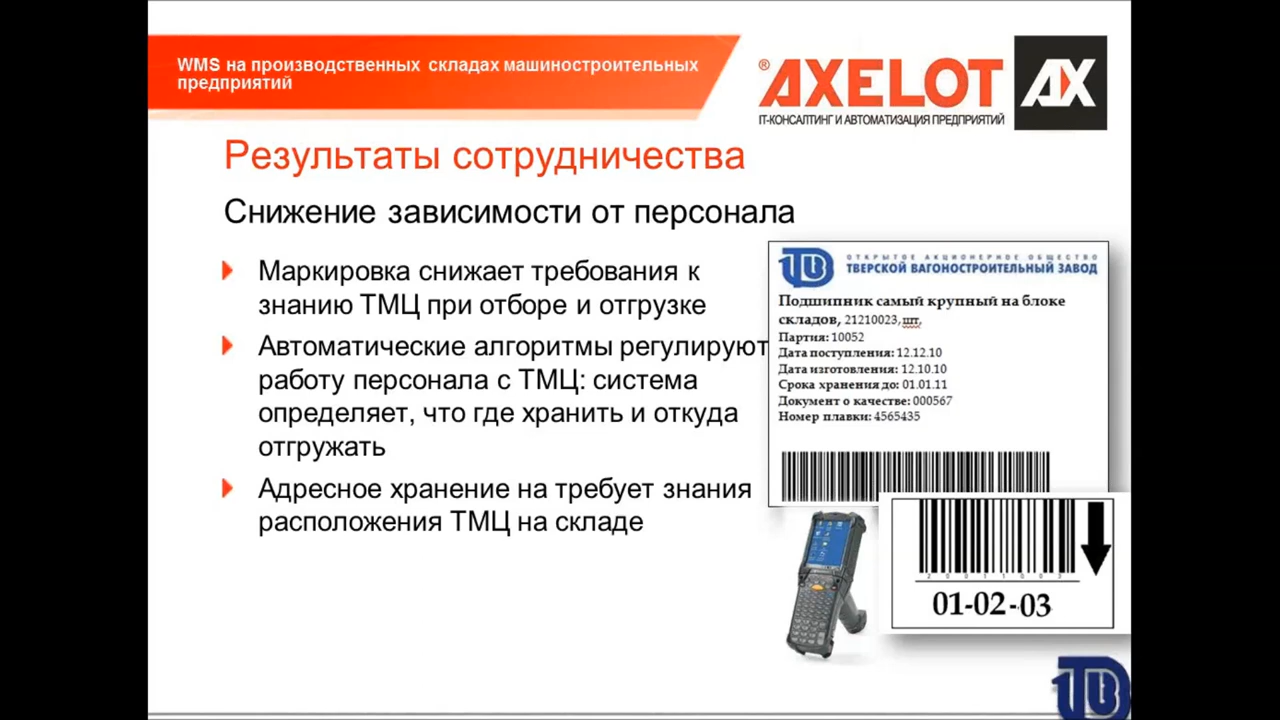 WMS на производственных складах машиностроительных
предприятий
® AXELOT AX
IT-КОНСАЛТИНГ И АВТОМАТИЗАЦИЯ ПРЕДПРИЯТИЙ
Результаты сотрудничества
Снижение зависимости от персонала
Маркировка снижает требования к
знанию ТМЦ при отборе и отгрузке
Автоматические алгоритмы регулируют
работу персонала с ТМЦ: система
определяет, что где хранить и откуда
отгружать
Адресное хранение на требует знания
расположения ТМЦ на складе
ОТКРЫТОЕ АКЦИОНЕРНОЕ ОБЩЕСТВО
ТВЕРСКОЙ ВАГОНОСТРОИТЕЛЬНЫЙ ЗАВОД
Подшипник самый крупный на блоке
складов, 21210023, шт,
Партия: 10052
Дата поступления: 12.12.10
Дата изготовления: 12.10.10
Срока хранения до: 01.01.11
Документ о качестве: 000567
Номер плавки: 4565435
01-02-03
ТВЗ